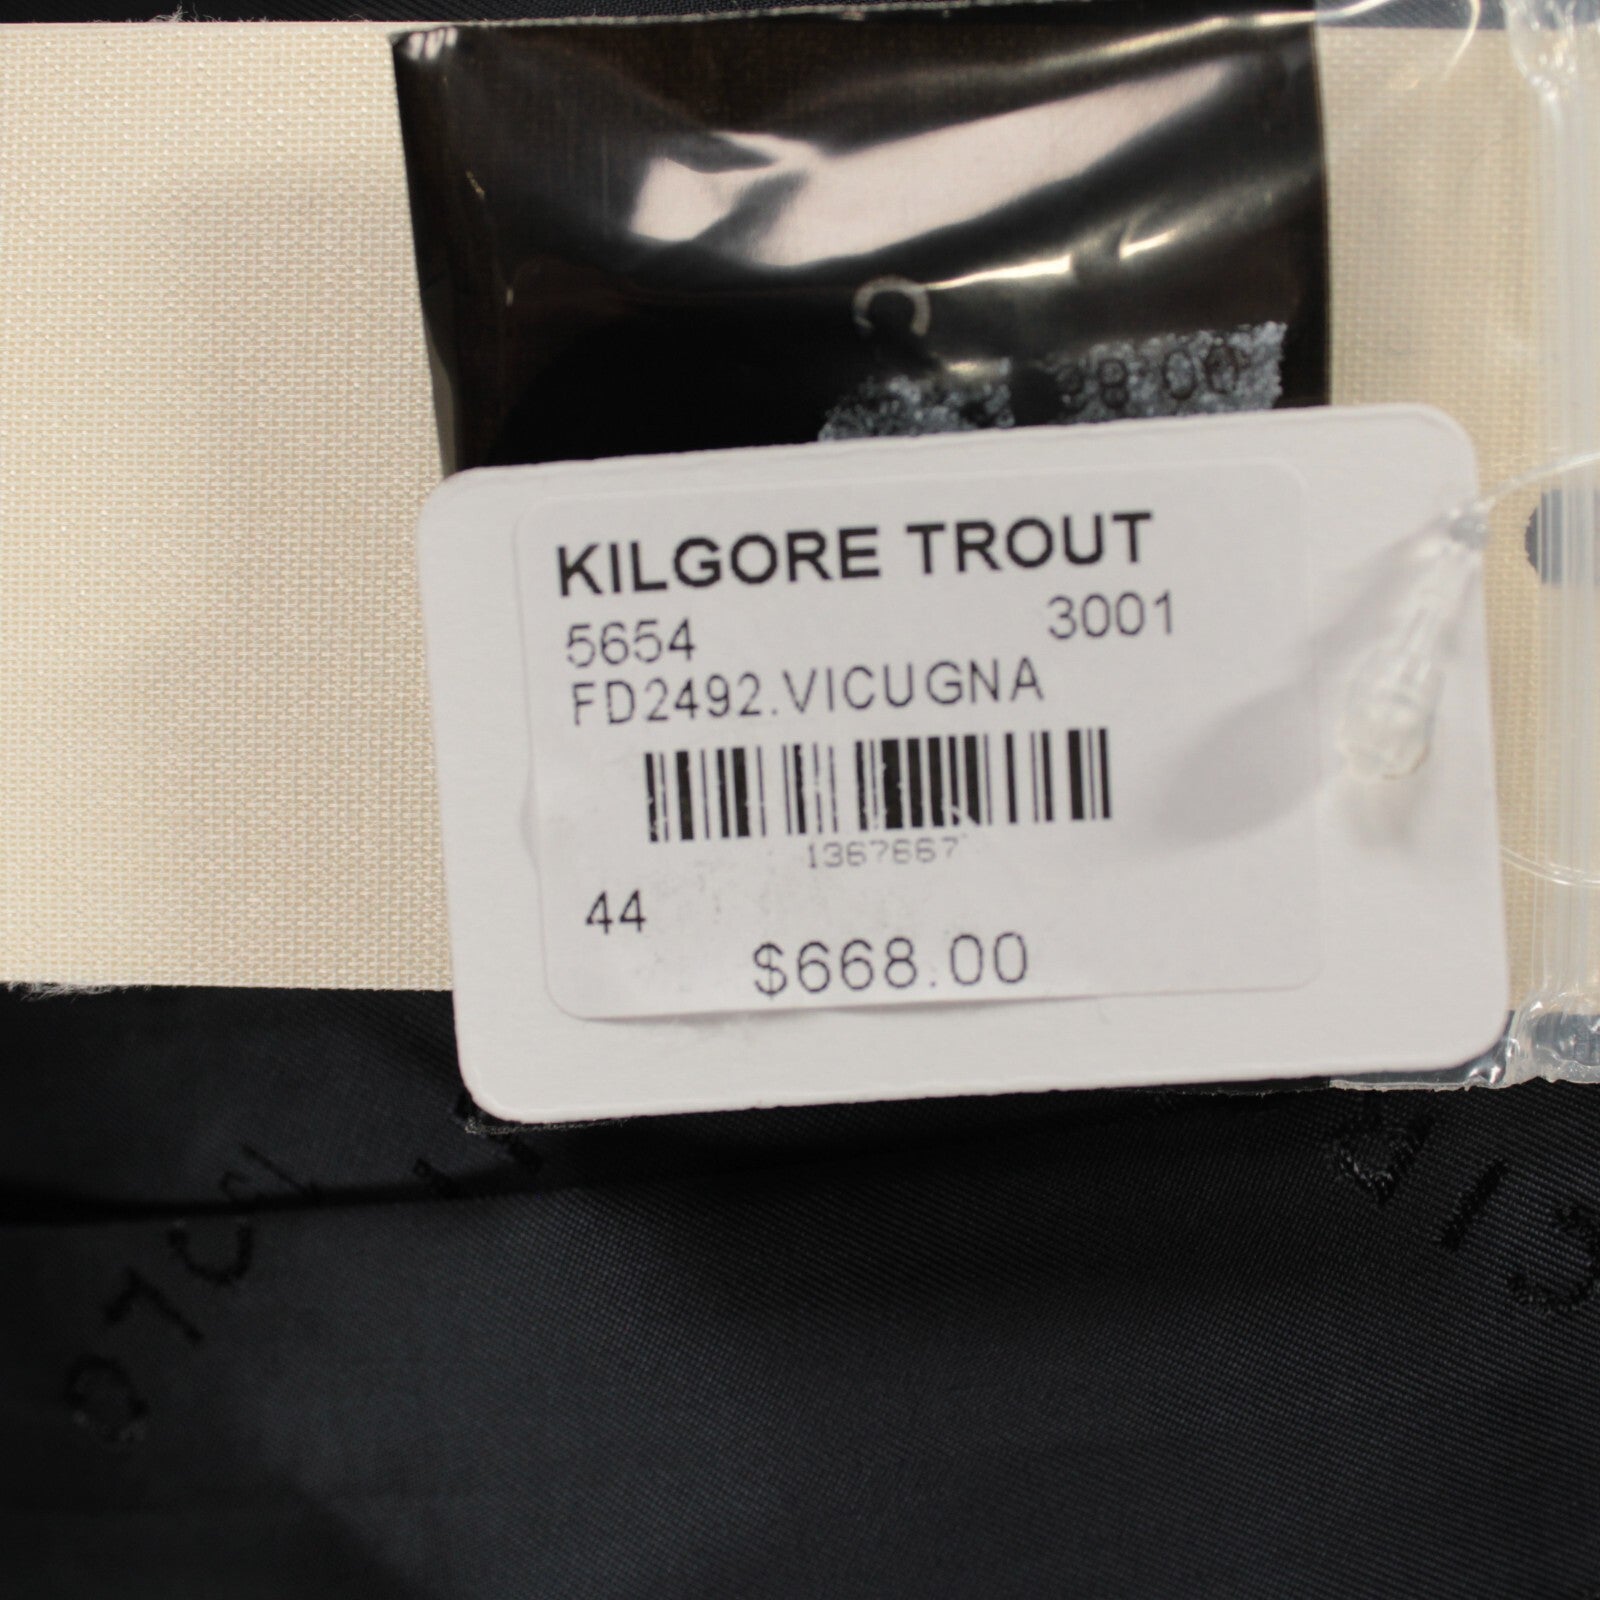 KILGORE TROUT
5654 3001
FD2492.VICUGNA
1367667
44
$668.00